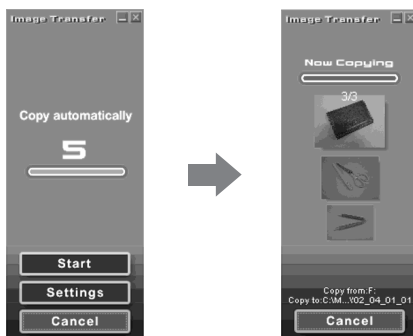 Image Transfer
Copy automatically
5
Start
Settings
Cancel
Image Transfer
Now Copying
3/3
Copy from:F:
Copy to:C:\M...\02_04_01_01
Cancel